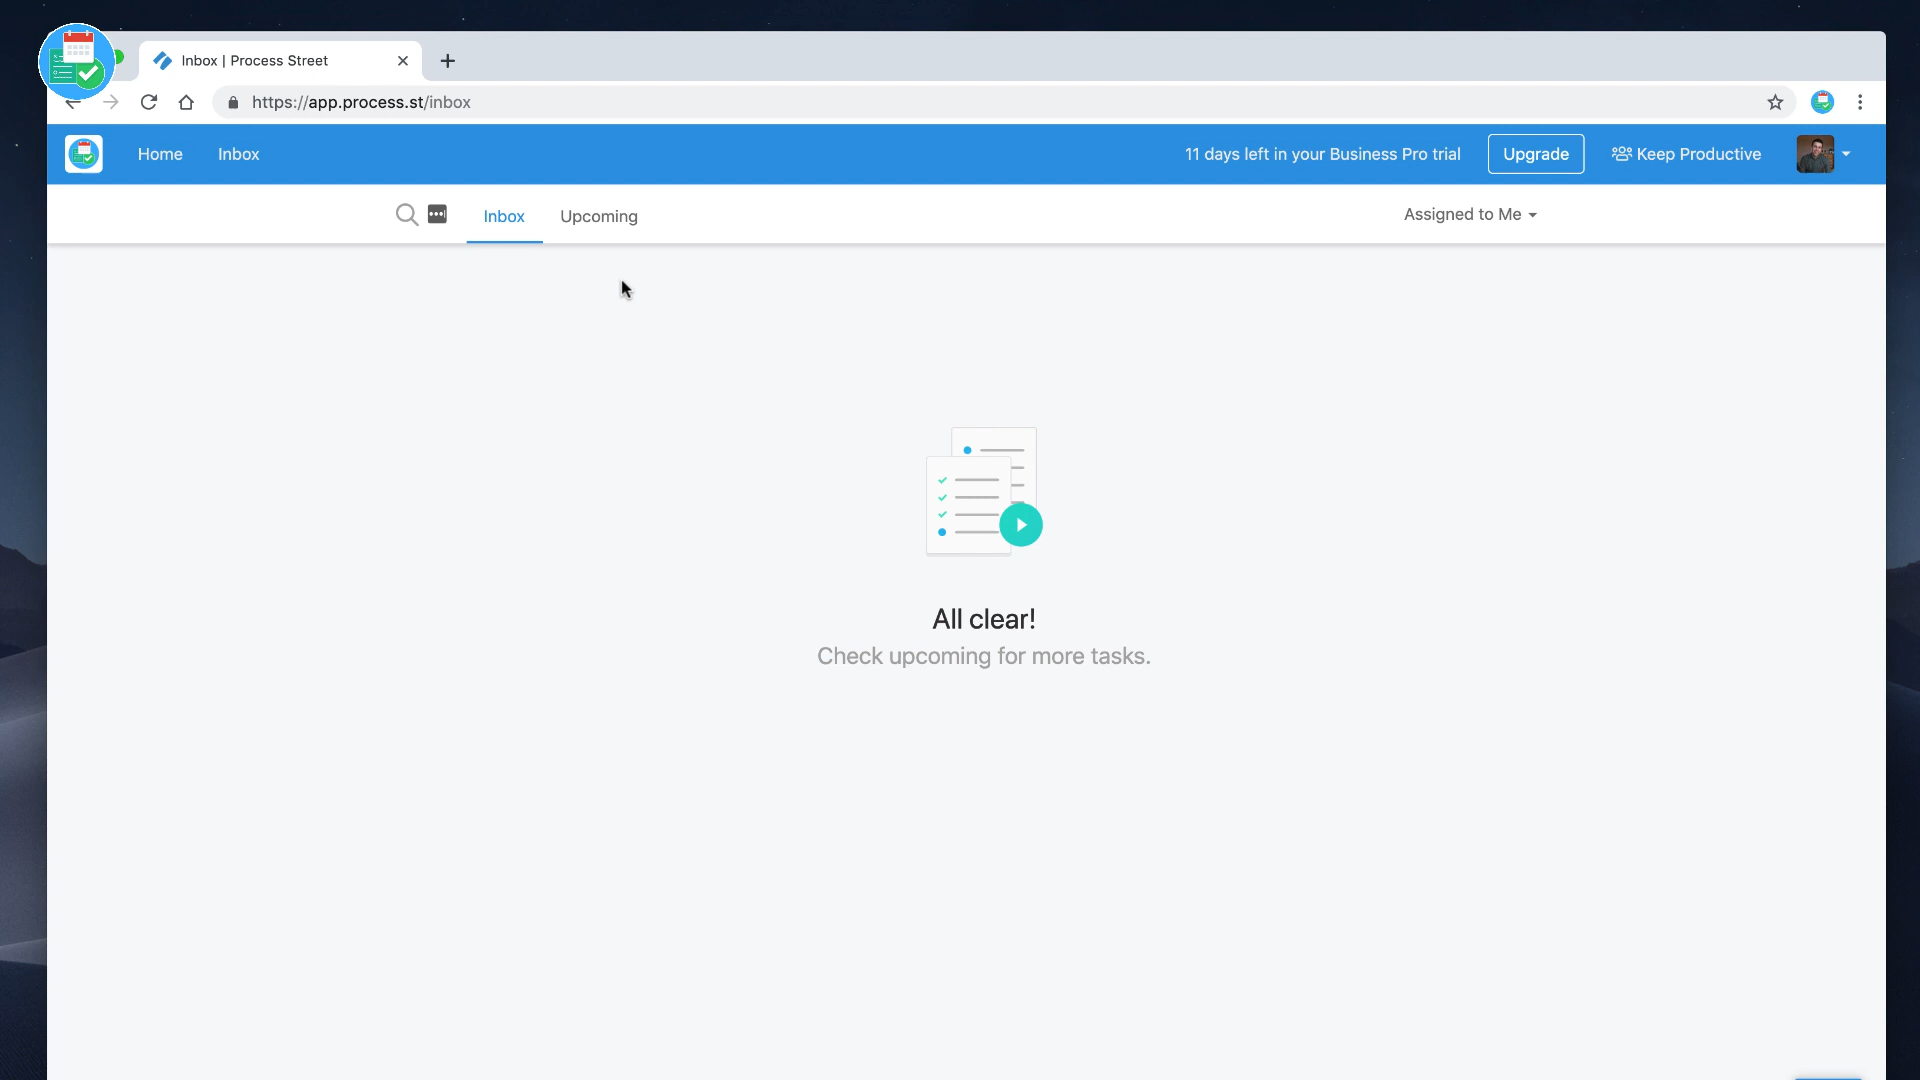 Inbox | Process Street
https://app.process.st/inbox
Home
Inbox
11 days left in your Business Pro trial
Upgrade
Keep Productive
Inbox
Upcoming
Assigned to Me
All clear!
Check upcoming for more tasks.